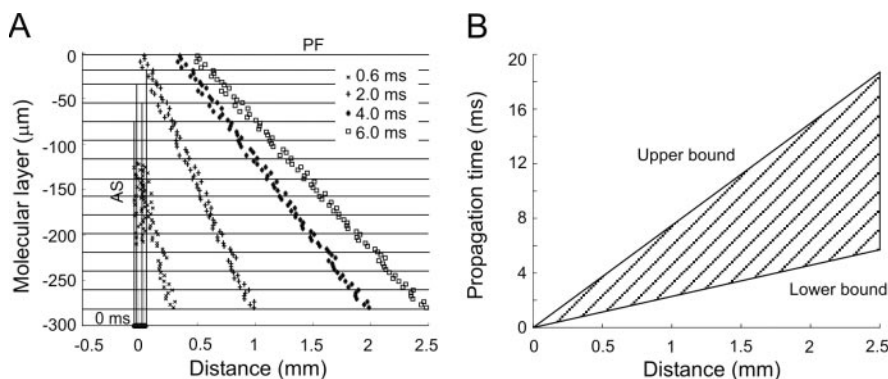 A
PF
0
-50
-100
-150
-200
-250
-300
Molecular layer (μm)
× 0.6 ms
+ 2.0 ms
♦ 4.0 ms
□ 6.0 ms
AS
0 ms
-0.5 0 0.5 1 1.5 2 2.5
Distance (mm)
B
20
16
12
8
4
0
Propagation time (ms)
Upper bound
Lower bound
0 0.5 1 1.5 2 2.5
Distance (mm)